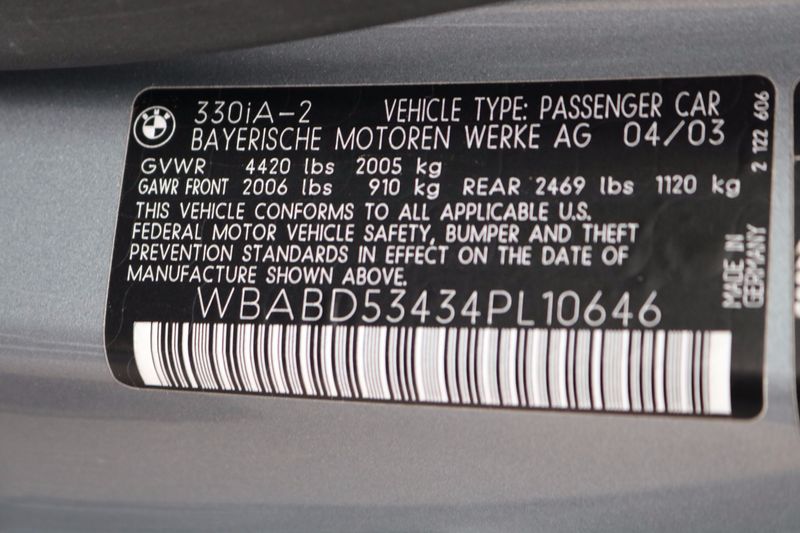 330iA-2 VEHICLE TYPE: PASSENGER CAR
BAYERISCHE MOTOREN WERKE AG 04/03
GVWR 4420 lbs 2005 kg
GAWR FRONT 2006 lbs 910 kg REAR 2469 lbs 1120 kg
THIS VEHICLE CONFORMS TO ALL APPLICABLE U.S.
FEDERAL MOTOR VEHICLE SAFETY, BUMPER AND THEFT
PREVENTION STANDARDS IN EFFECT ON THE DATE OF
MANUFACTURE SHOWN ABOVE.
WBABD53434PL10646
MADE IN
GERMANY
2 122 606